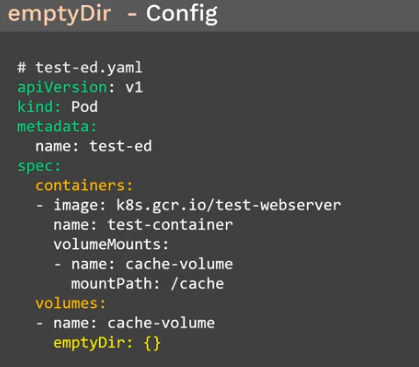 emptyDir - Config
# test-ed.yaml
apiVersion: v1
kind: Pod
metadata:
  name: test-ed
spec:
  containers:
  - image: k8s.gcr.io/test-webserver
    name: test-container
    volumeMounts:
    - name: cache-volume
      mountPath: /cache
  volumes:
  - name: cache-volume
    emptyDir: {}